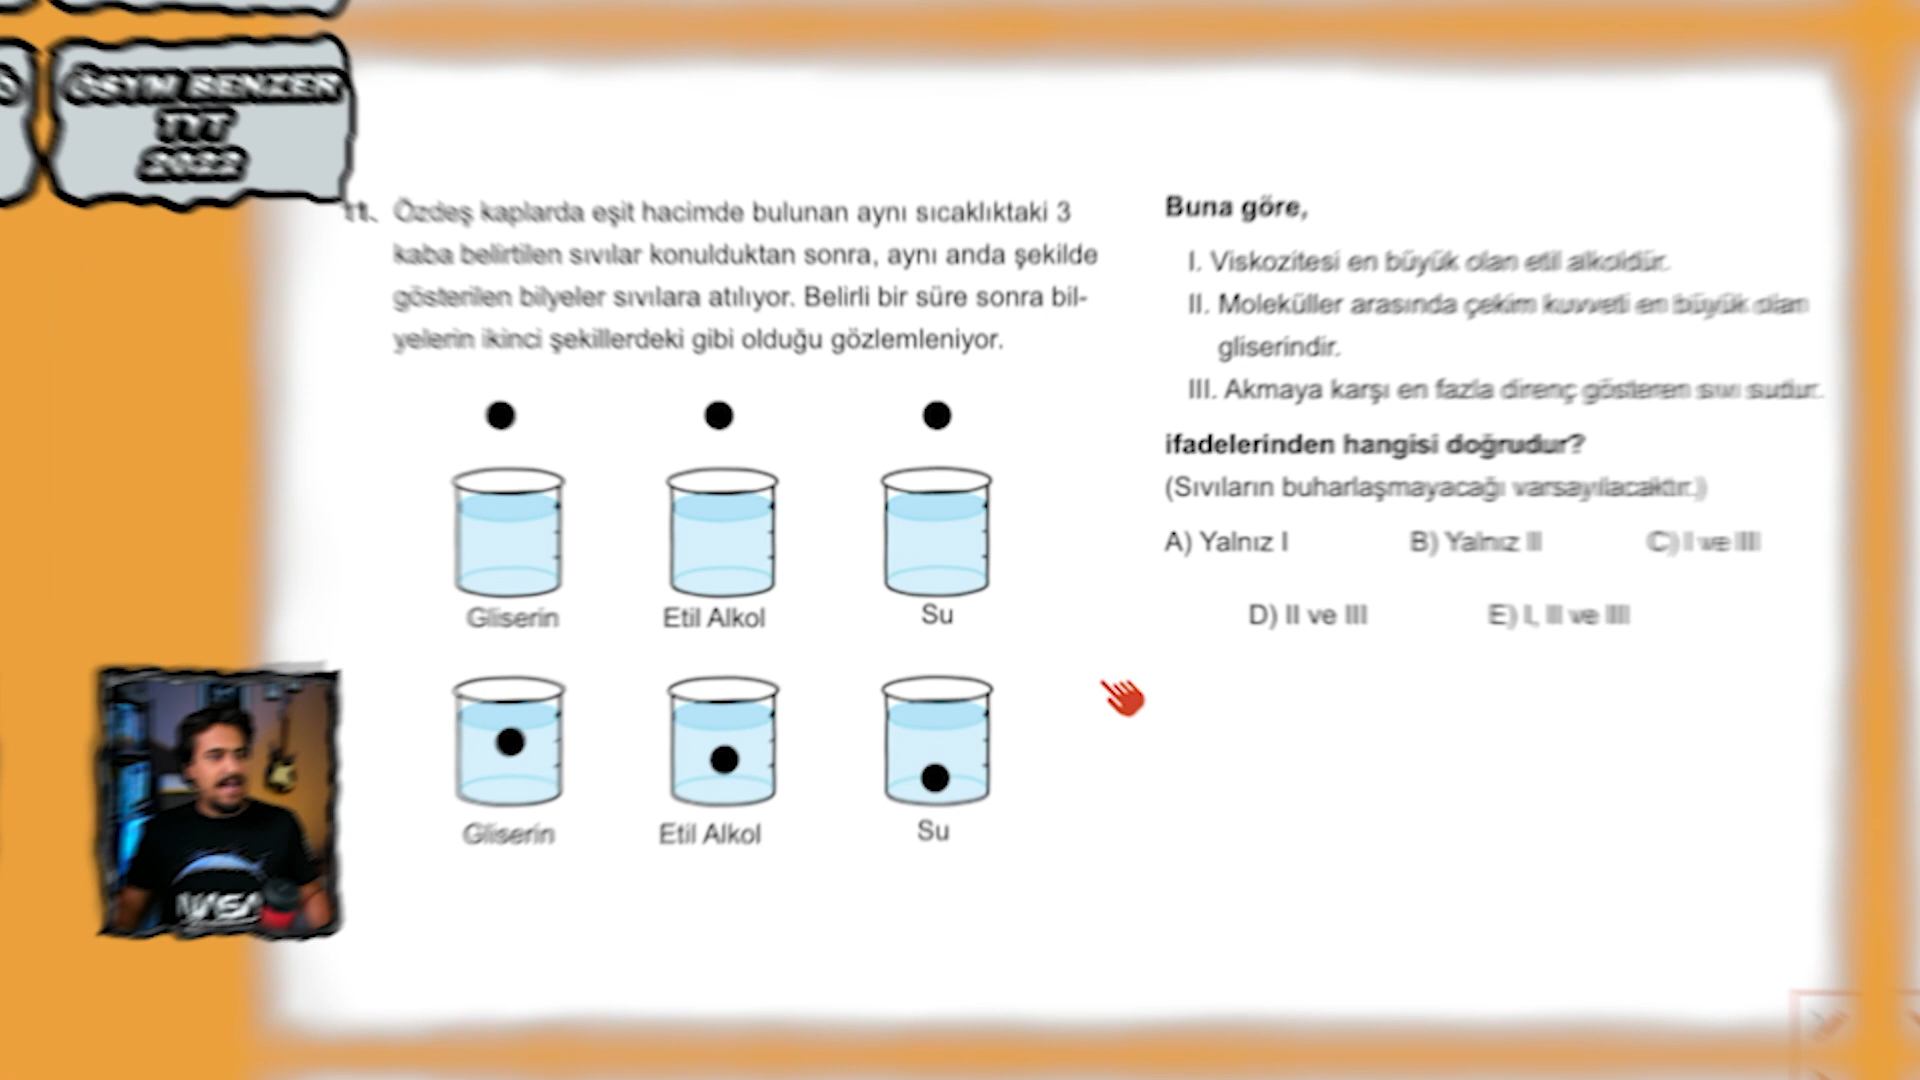 ÖSYM BENZER
TYT
2022
11. Özdeş kaplarda eşit hacimde bulunan aynı sıcaklıktaki 3
kaba belirtilen sıvılar konulduktan sonra, aynı anda şekilde
gösterilen bilyeler sıvılara atılıyor. Belirli bir süre sonra bil-
yelerin ikinci şekillerdeki gibi olduğu gözlemleniyor.
Gliserin Etil Alkol Su
Gliserin Etil Alkol Su
Buna göre,
I. Viskozitesi en büyük olan etil alkoldür.
II. Moleküller arasında çekim kuvveti en büyük olan
gliserindir.
III. Akmaya karşı en fazla direnç gösteren sıvı sudur.
ifadelerinden hangisi doğrudur?
(Sıvıların buharlaşmayacağı varsayılacaktır.)
A) Yalnız I B) Yalnız II C) I ve III
D) II ve III E) I, II ve III
NASA